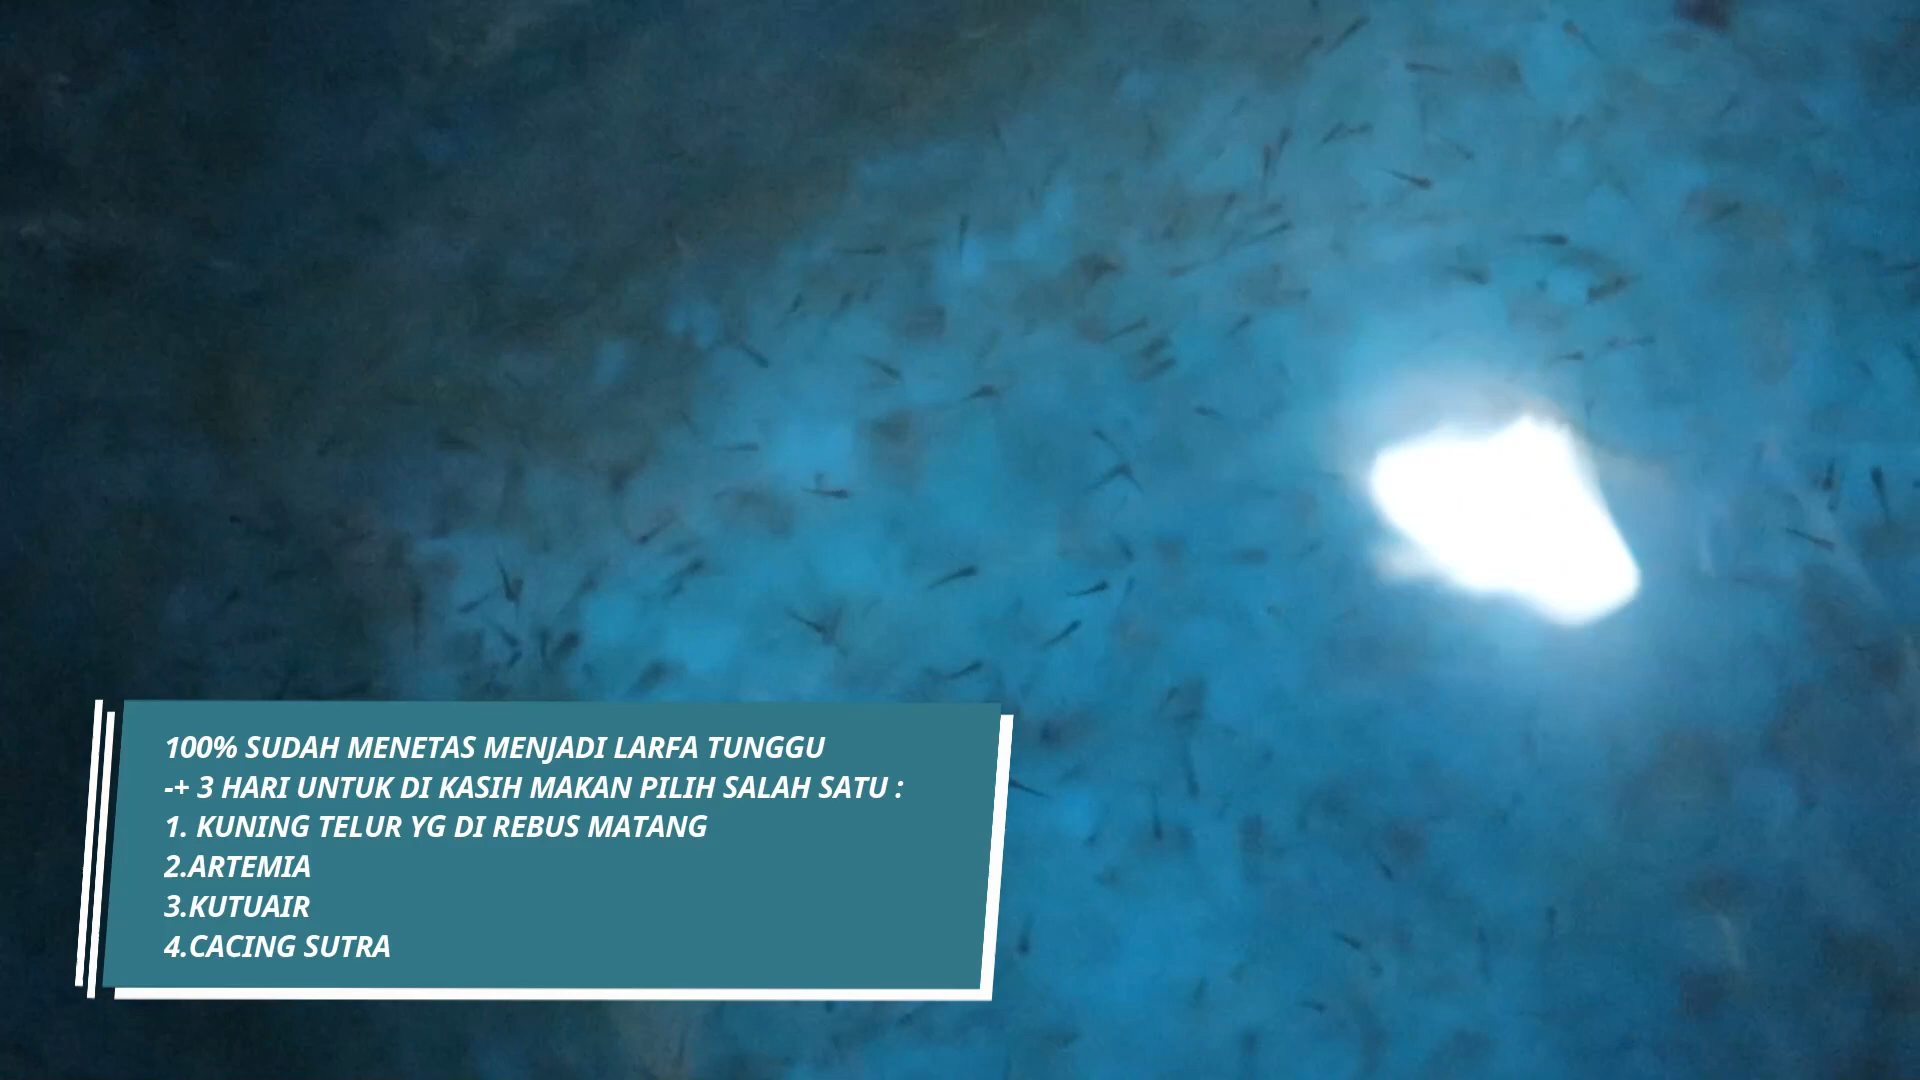 100% SUDAH MENETAS MENJADI LARFA TUNGGU
-+ 3 HARI UNTUK DI KASIH MAKAN PILIH SALAH SATU :
1. KUNING TELUR YG DI REBUS MATANG
2.ARTEMIA
3.KUTUAIR
4.CACING SUTRA